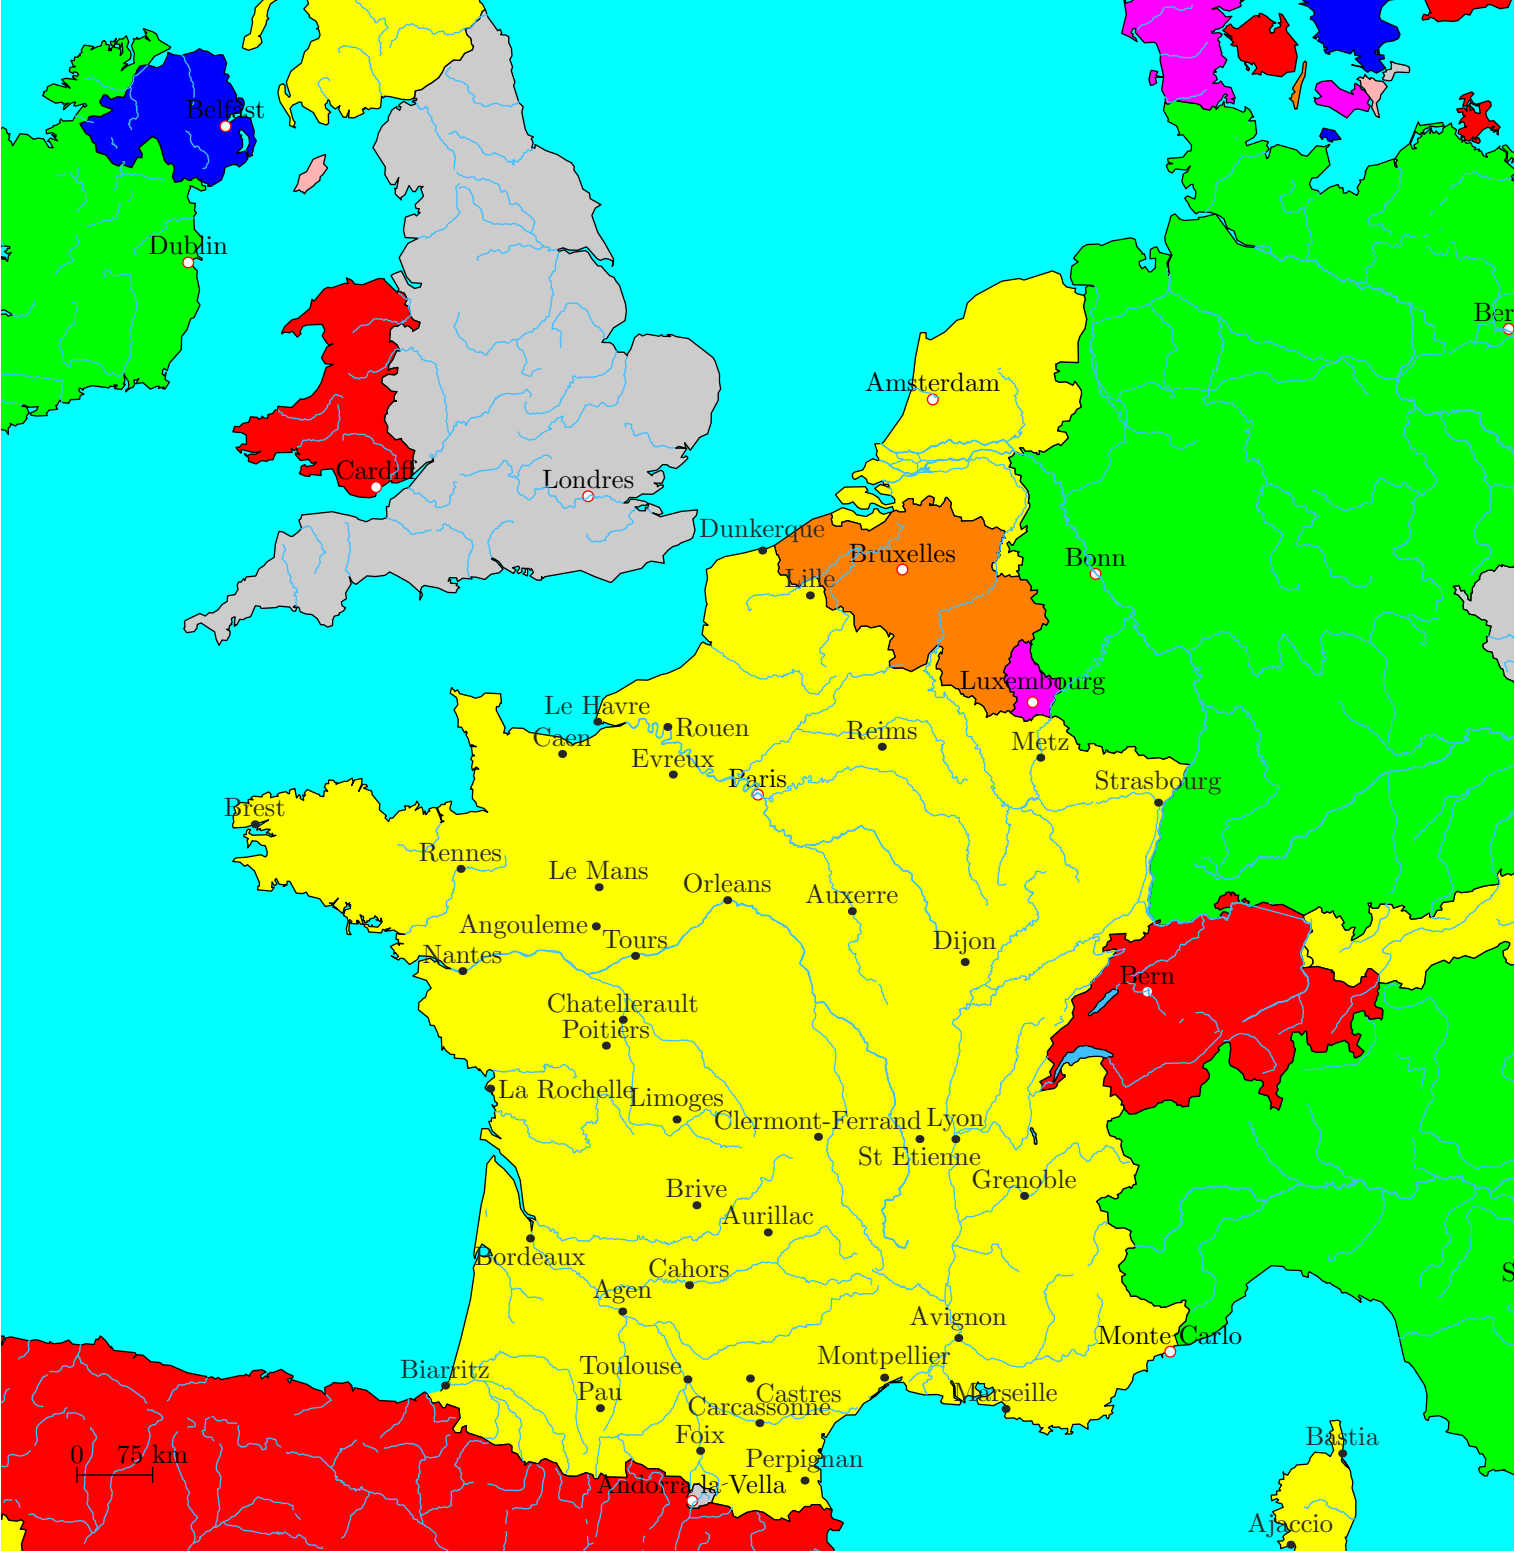 Belfast
Dublin
Ber
Amsterdam
Cardiff
Londres
Dunkerque
Bruxelles
Bonn
Lille
Luxembourg
Le Havre
Rouen
Reims
Caen
Metz
Evreux
Paris
Strasbourg
Brest
Rennes
Le Mans
Orleans
Auxerre
Angouleme
Tours
Dijon
Nantes
Bern
Chatellerault
Poitiers
La Rochelle
Limoges
Clermont-Ferrand
Lyon
St Etienne
Grenoble
Brive
Aurillac
Bordeaux
Cahors
S
Agen
Avignon
Monte Carlo
Montpellier
Biarritz
Toulouse
Pau
Castres
Marseille
Carcassonne
Foix
Bastia
0 75 km
Perpignan
Andorra la Vella
Ajaccio